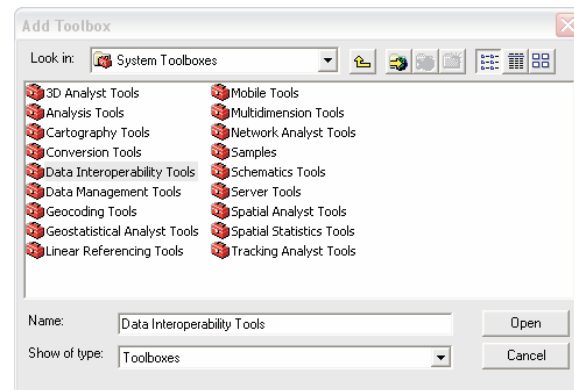 Add Toolbox
Look in: System Toolboxes
3D Analyst Tools
Analysis Tools
Cartography Tools
Conversion Tools
Data Interoperability Tools
Data Management Tools
Geocoding Tools
Geostatistical Analyst Tools
Linear Referencing Tools
Mobile Tools
Multidimension Tools
Network Analyst Tools
Samples
Schematics Tools
Server Tools
Spatial Analyst Tools
Spatial Statistics Tools
Tracking Analyst Tools
Name: Data Interoperability Tools
Open
Show of type: Toolboxes
Cancel